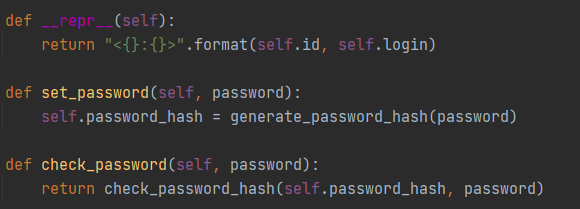 def __repr__(self):
    return "<{}:{}>".format(self.id, self.login)

def set_password(self, password):
    self.password_hash = generate_password_hash(password)

def check_password(self, password):
    return check_password_hash(self.password_hash, password)